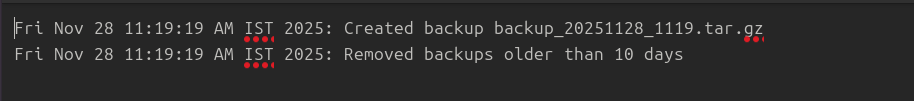 Fri Nov 28 11:19:19 AM IST 2025: Created backup backup_20251128_1119.tar.gz
Fri Nov 28 11:19:19 AM IST 2025: Removed backups older than 10 days